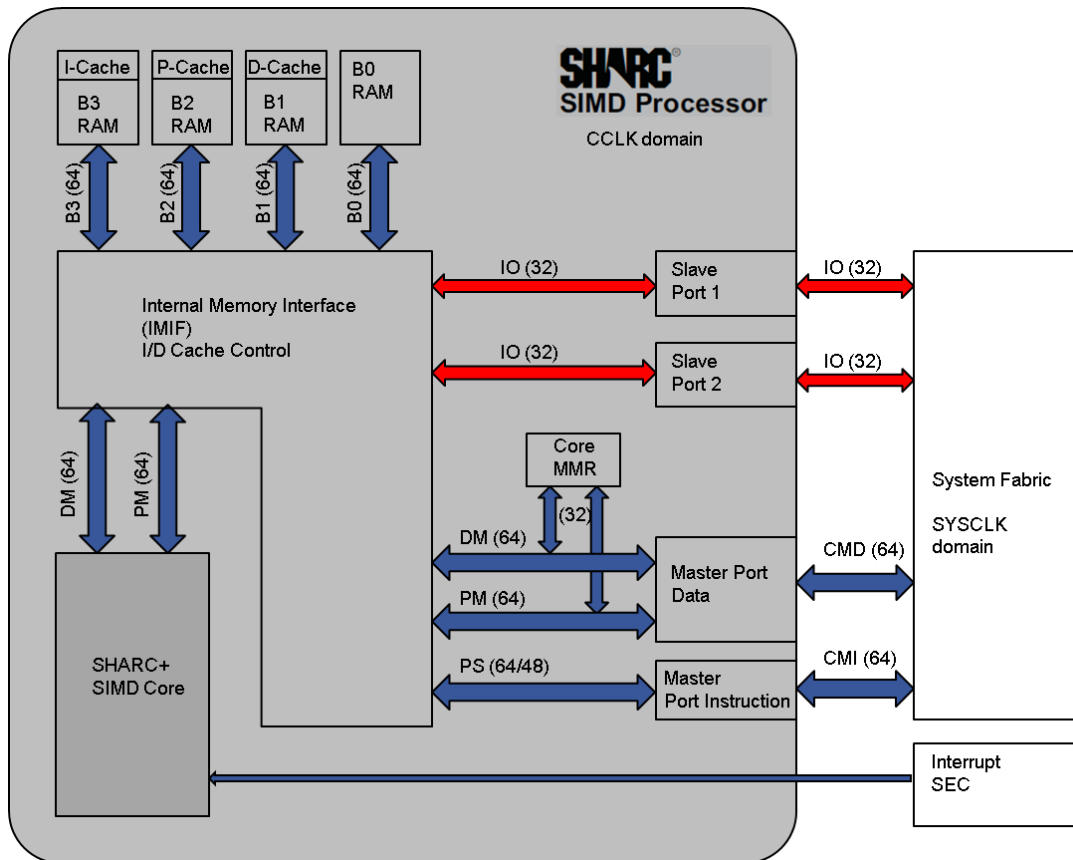 I-Cache
P-Cache
D-Cache
B0
RAM
B3
RAM
B2
RAM
B1
RAM
SHARC®
SIMD Processor
CCLK domain
B3 (64)
B2 (64)
B1 (64)
B0 (64)
Internal Memory Interface
(IMIF)
I/D Cache Control
IO (32)
Slave
Port 1
IO (32)
IO (32)
Slave
Port 2
IO (32)
DM (64)
PM (64)
Core
MMR
(32)
DM (64)
PM (64)
Master Port
Data
CMD (64)
System Fabric
SYSCLK
domain
PS (64/48)
Master
Port Instruction
CMI (64)
SHARC+
SIMD Core
Interrupt
SEC